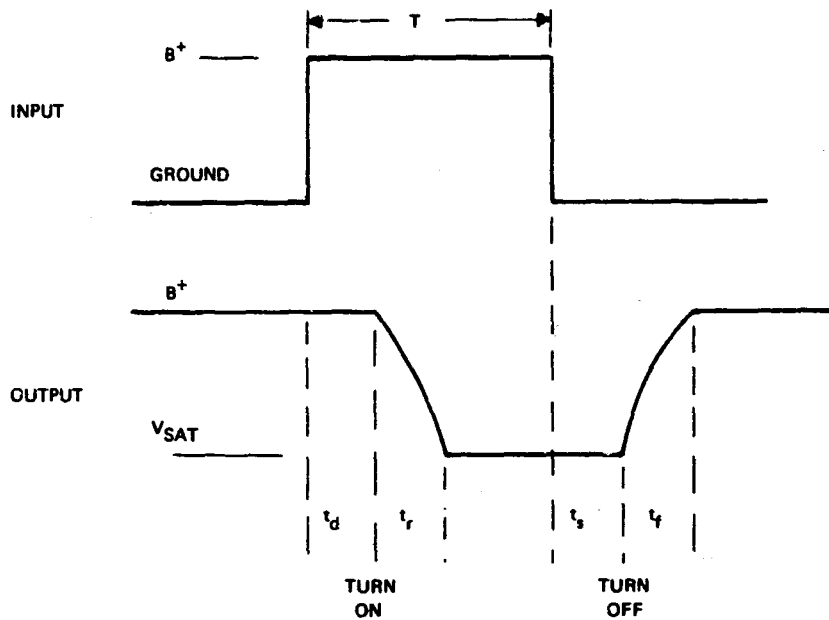 T
B+
INPUT
GROUND
B+
OUTPUT
VSAT
td tr ts tf
TURN ON
TURN OFF